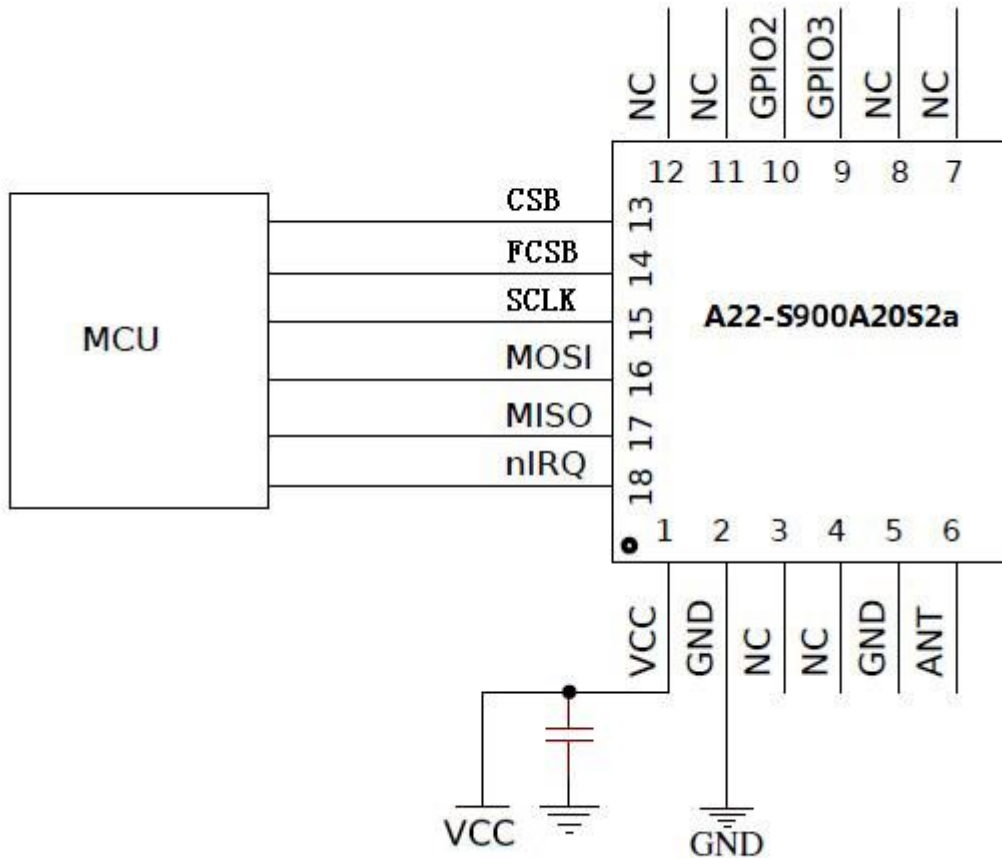 NC
NC
GPIO2
GPIO3
NC
NC
12 11 10 9 8 7
CSB
13
FCSB
14
SCLK
15
MCU
A22-S900A20S2a
MOSI
16
MISO
17
nIRQ
18
1 2 3 4 5 6
VCC
GND
NC
NC
GND
ANT
VCC
GND